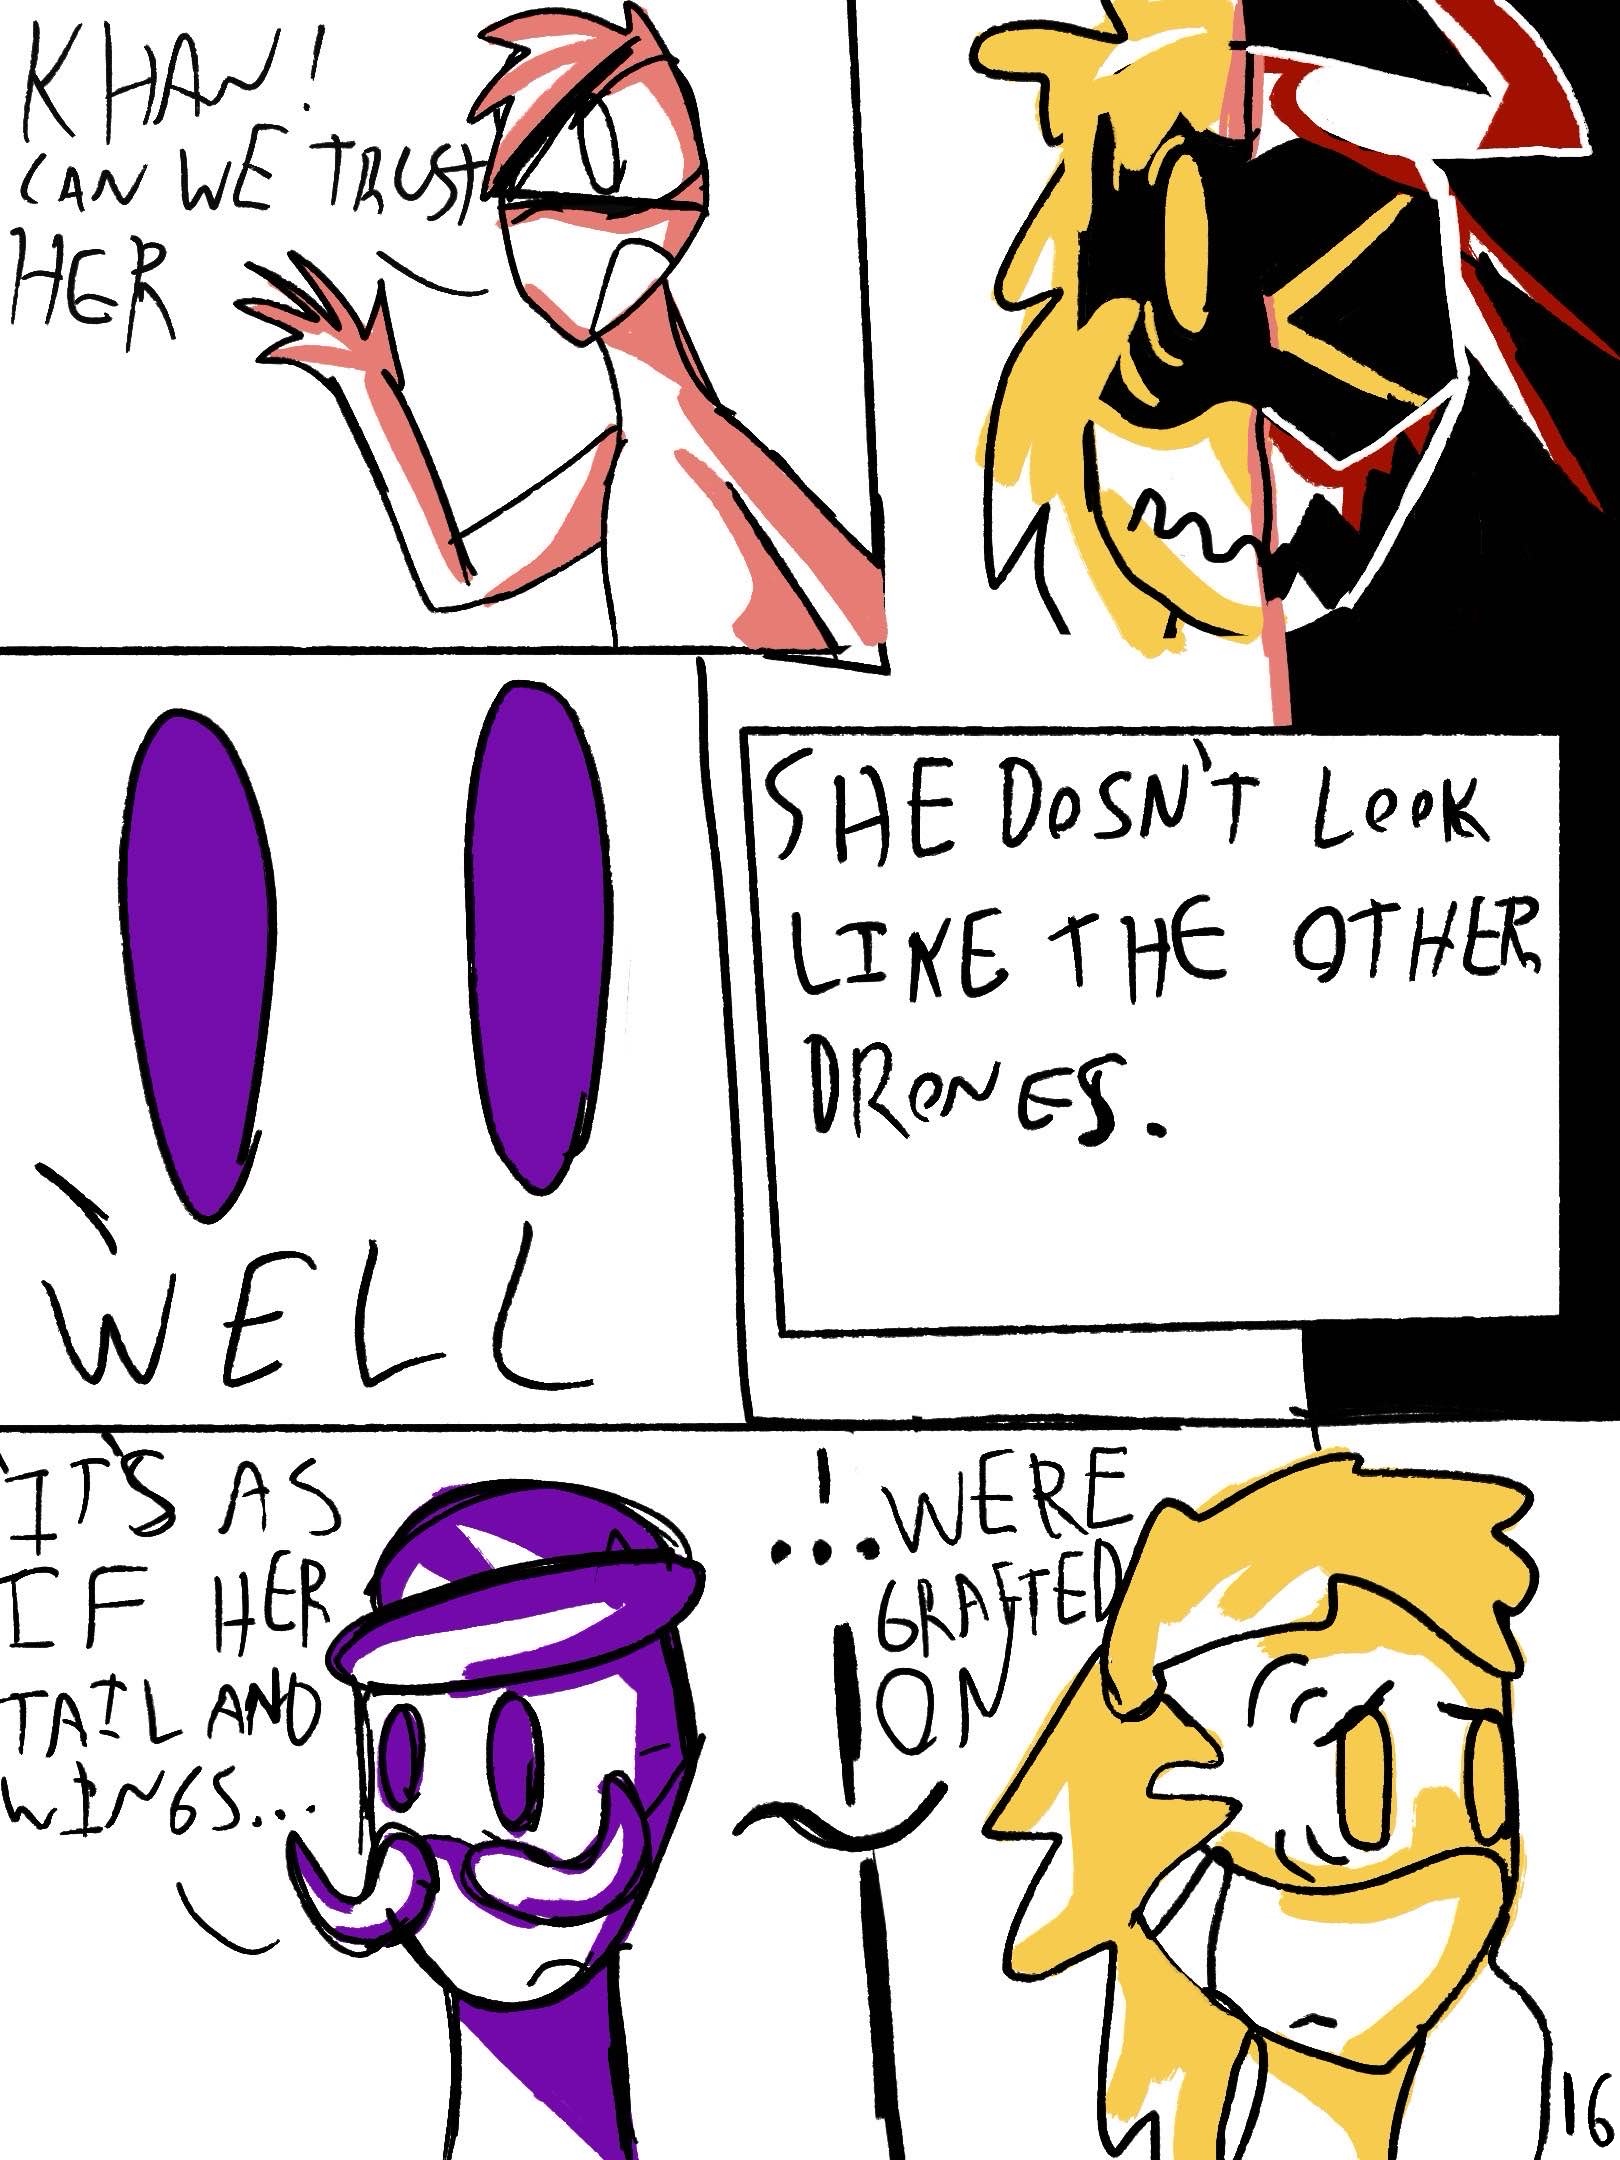 KHAN!
CAN WE TRUST
HER
WELL
SHE DOSN'T LOOK
LIKE THE OTHER
DRONES.
IT'S AS
IF HER
TAIL AND
WINGS...
...WERE
GRAFTED
ON
16